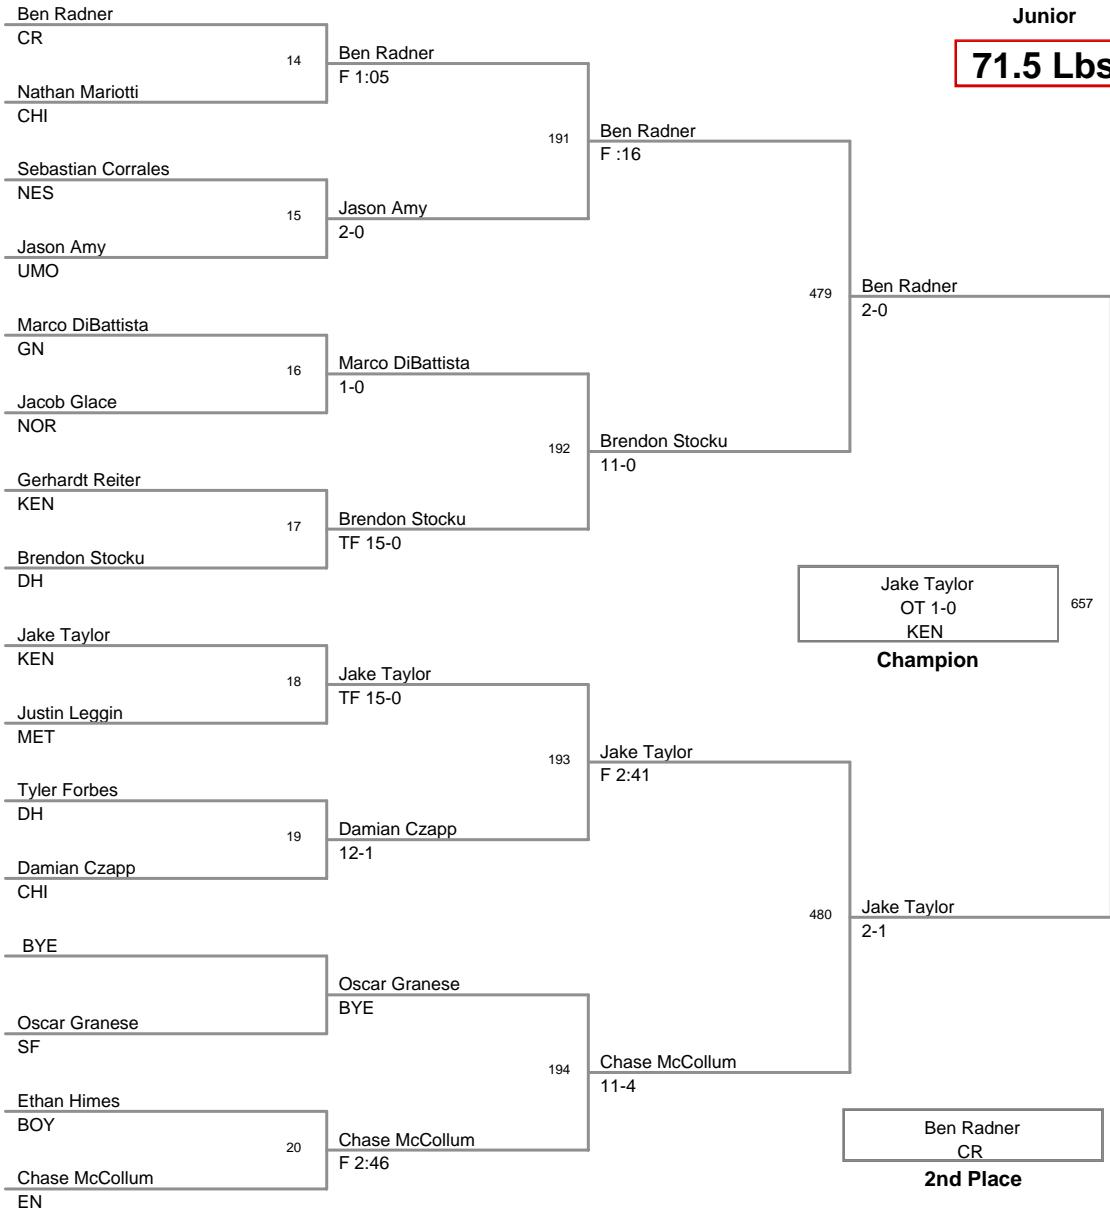 Junior
71.5 Lbs
Ben Radner
CR
14
Nathan Mariotti
CHI
Sebastian Corrales
NES
15
Jason Amy
UMO
Marco DiBattista
GN
16
Jacob Glace
NOR
Gerhardt Reiter
KEN
17
Brendon Stocku
DH
Jake Taylor
KEN
18
Justin Leggin
MET
Tyler Forbes
DH
19
Damian Czapp
CHI
BYE
Oscar Granese
SF
Ethan Himes
BOY
20
Chase McCollum
EN
Ben Radner
F 1:05
191
Jason Amy
2-0
Marco DiBattista
1-0
192
Brendon Stocku
TF 15-0
Jake Taylor
TF 15-0
193
Damian Czapp
12-1
Oscar Granese
BYE
194
Chase McCollum
F 2:46
Ben Radner
F :16
479
Brendon Stocku
11-0
Jake Taylor
F 2:41
480
Chase McCollum
11-4
Ben Radner
2-0
Jake Taylor
OT 1-0
KEN
657
Champion
Jake Taylor
2-1
Ben Radner
CR
2nd Place